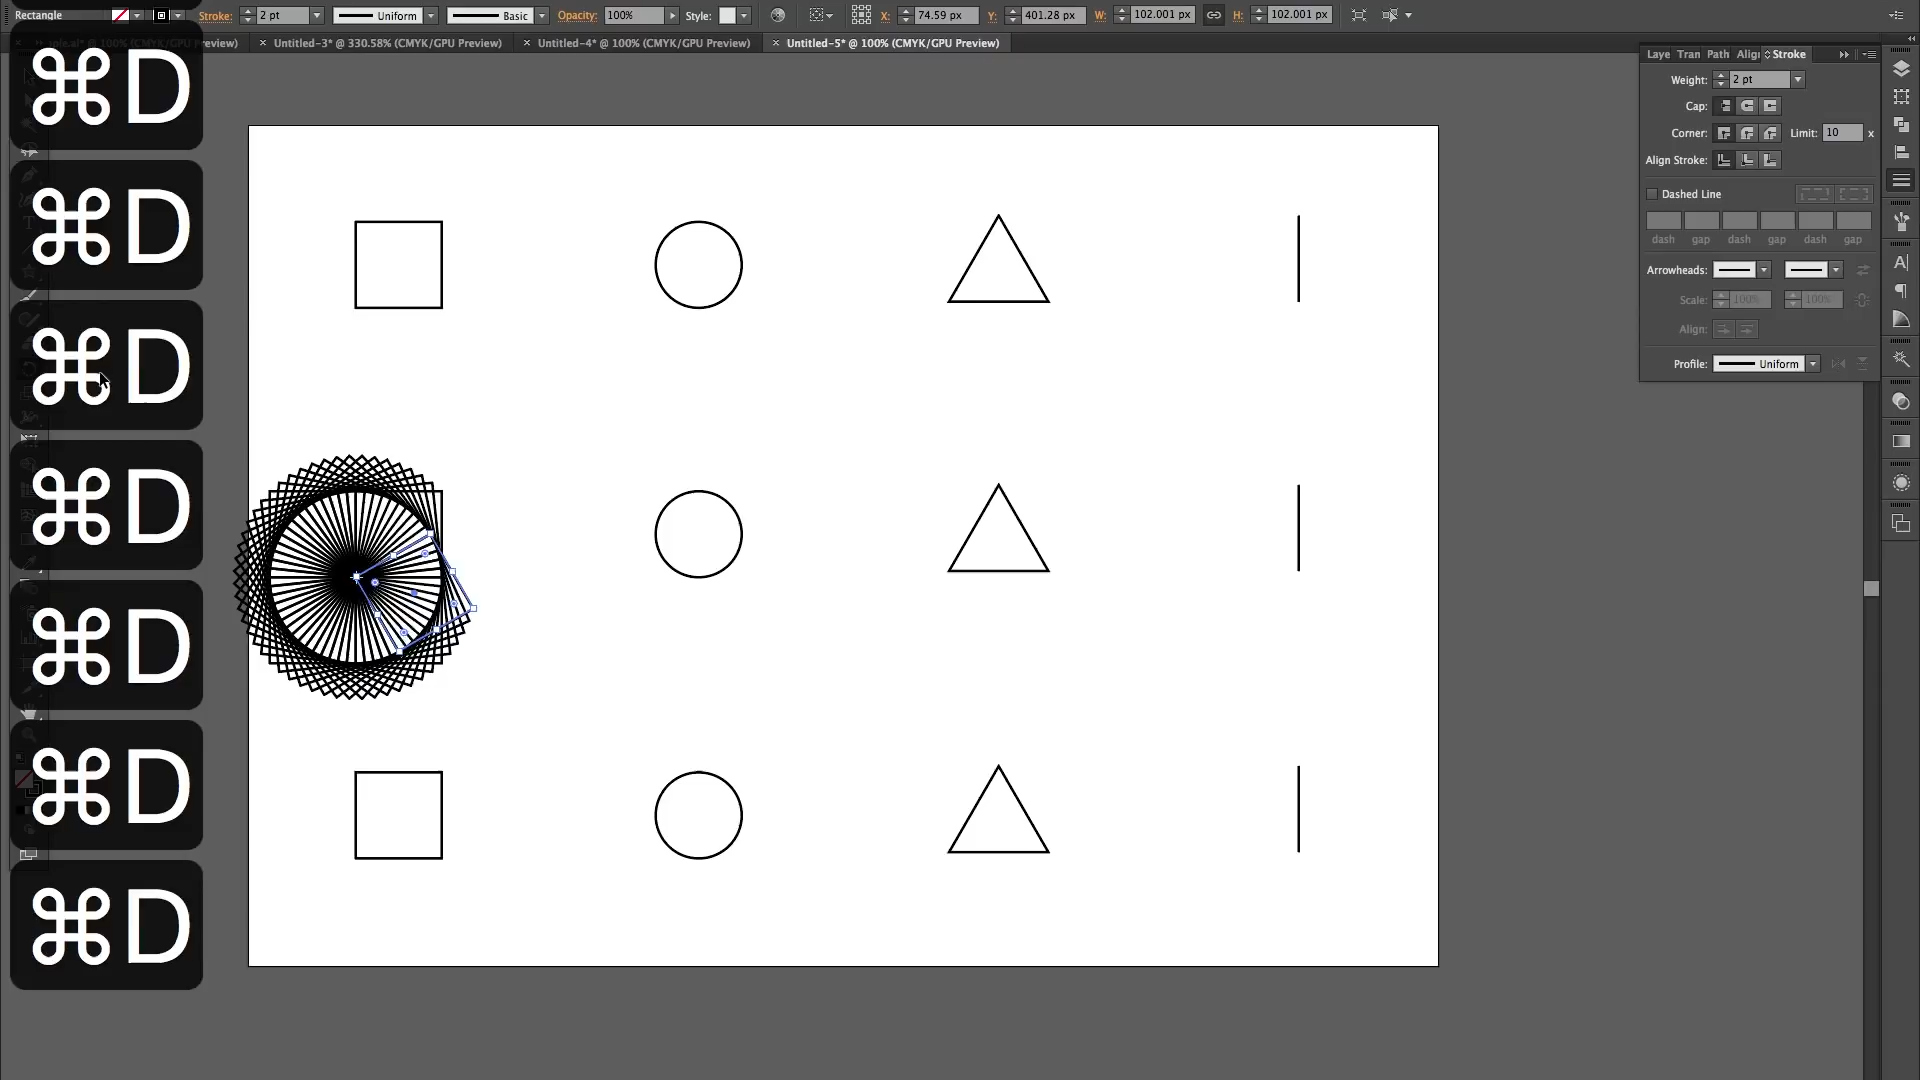 Rectangle Stroke: 2 pt Uniform Basic Opacity: 100% Style: X: 74.59 px Y: 401.28 px W: 102.001 px H: 102.001 px
Untitled-3* @ 330.58% (CMYK/GPU Preview) Untitled-4* @ 100% (CMYK/GPU Preview) Untitled-5* @ 100% (CMYK/GPU Preview)
Laye Tran Path Aligr Stroke
Weight: 2 pt
Cap:
Corner: Limit: 10 x
Align Stroke:
Dashed Line
dash gap dash gap dash gap
Arrowheads:
Scale: 100% 100%
Align:
Profile: Uniform
⌘D
⌘D
⌘D
⌘D
⌘D
⌘D
⌘D